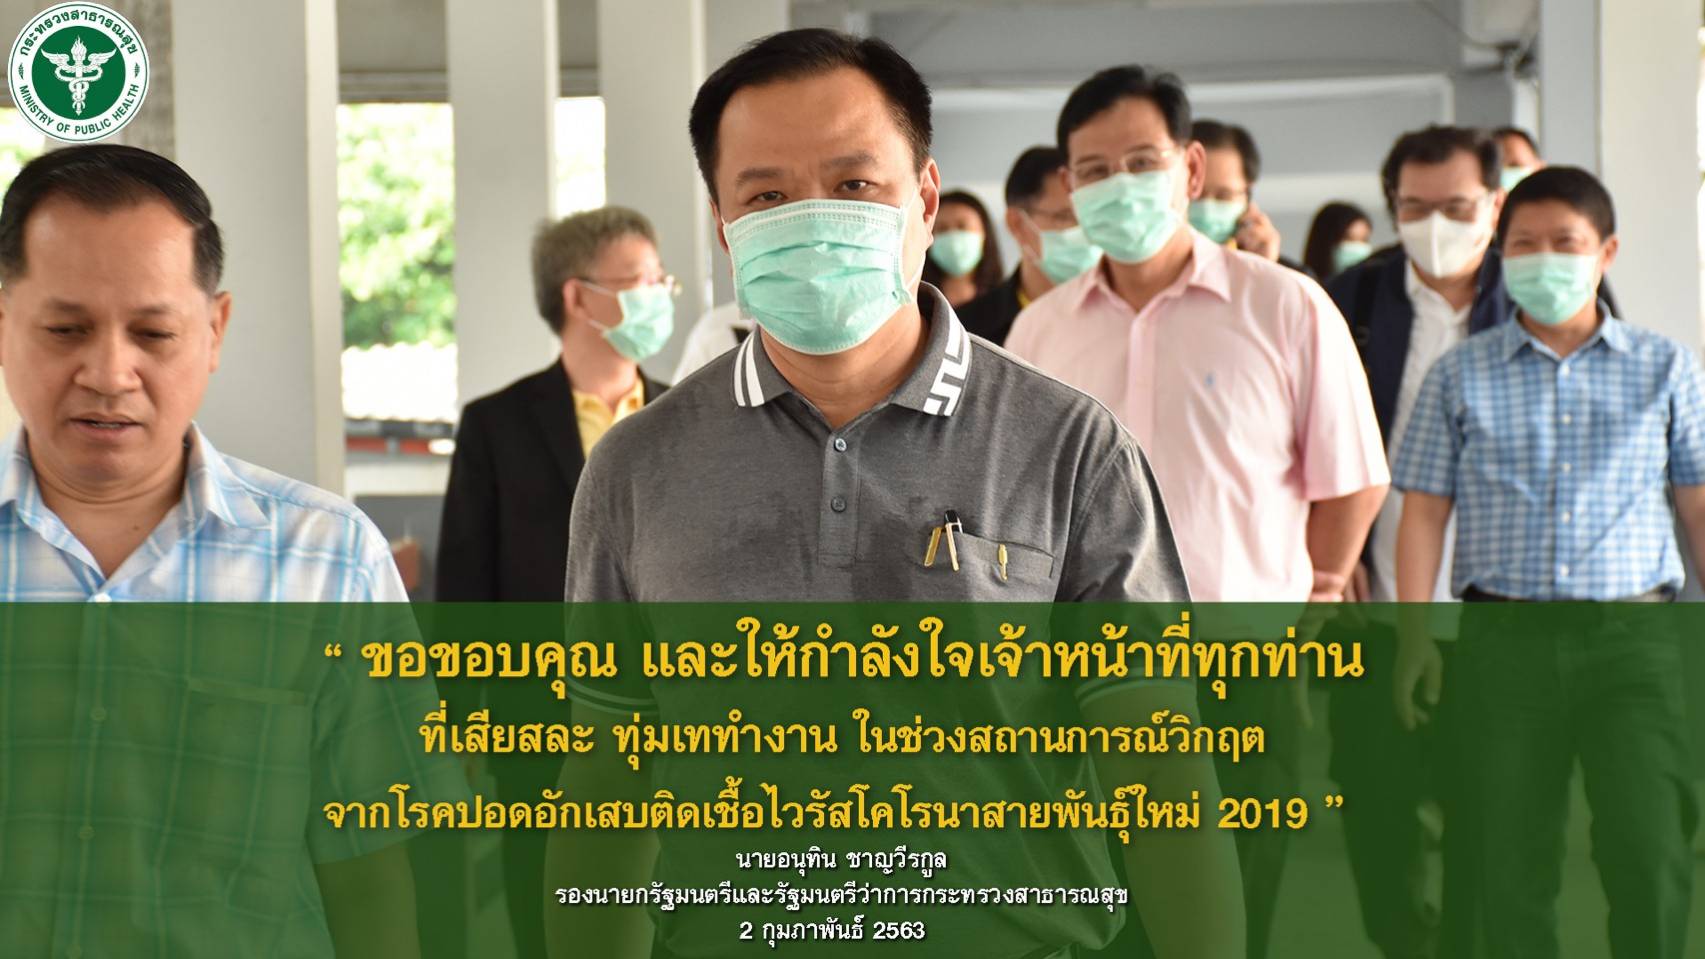 กระทรวงสาธารณสุข
MINISTRY OF PUBLIC HEALTH
“ ขอขอบคุณ และให้กำลังใจเจ้าหน้าที่ทุกท่าน
ที่เสียสละ ทุ่มเททำงาน ในช่วงสถานการณ์วิกฤต
จากโรคปอดอักเสบติดเชื้อไวรัสโคโรนาสายพันธุ์ใหม่ 2019 ”
นายอนุทิน ชาญวีรกูล
รองนายกรัฐมนตรีและรัฐมนตรีว่าการกระทรวงสาธารณสุข
2 กุมภาพันธ์ 2563